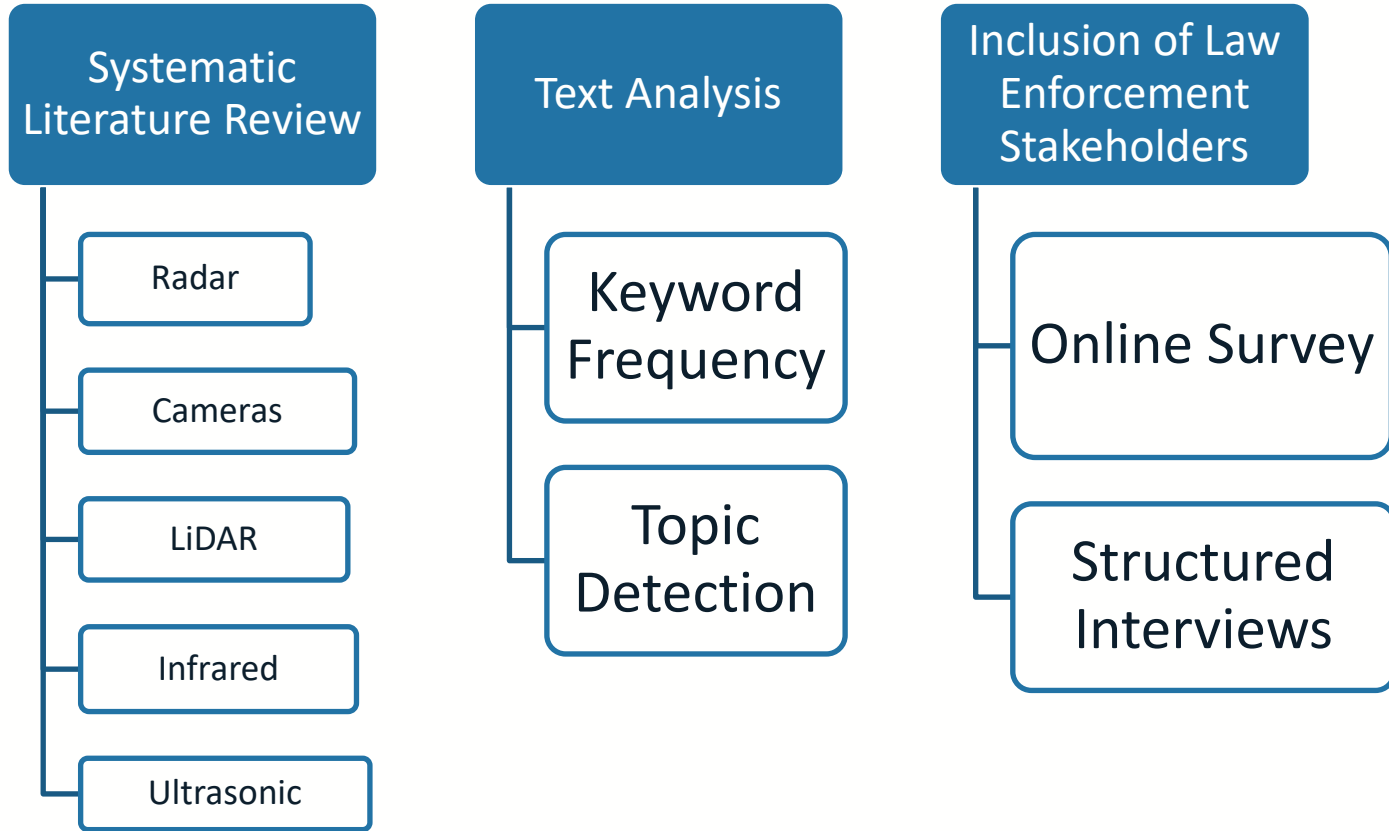 Systematic
Literature Review
Radar
Cameras
LiDAR
Infrared
Ultrasonic
Text Analysis
Keyword
Frequency
Topic
Detection
Inclusion of Law
Enforcement
Stakeholders
Online Survey
Structured
Interviews